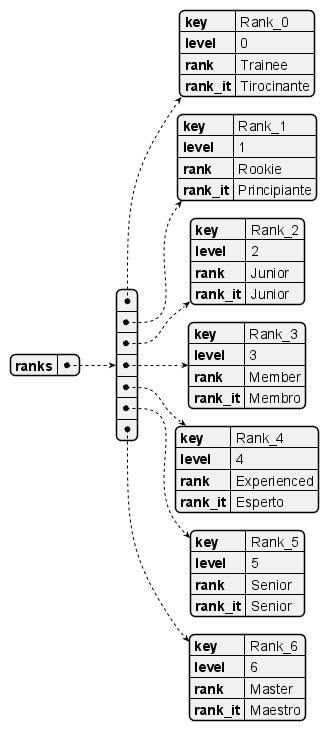 key Rank_0
level 0
rank Trainee
rank_it Tirocinante
key Rank_1
level 1
rank Rookie
rank_it Principiante
key Rank_2
level 2
rank Junior
rank_it Junior
ranks
key Rank_3
level 3
rank Member
rank_it Membro
key Rank_4
level 4
rank Experienced
rank_it Esperto
key Rank_5
level 5
rank Senior
rank_it Senior
key Rank_6
level 6
rank Master
rank_it Maestro